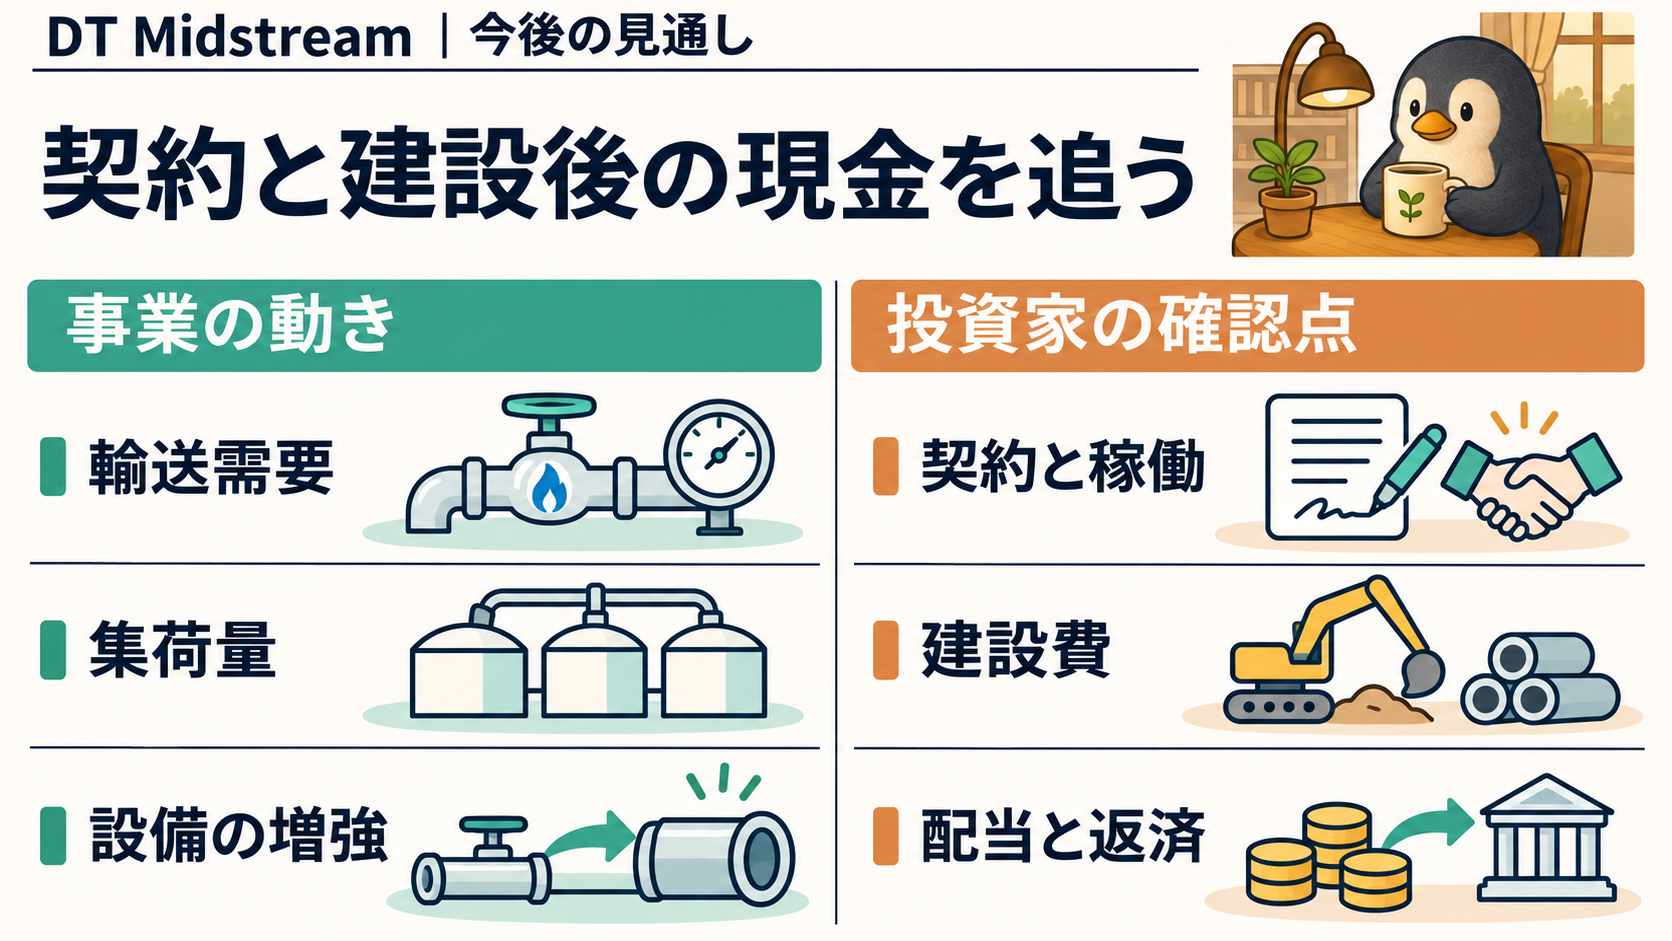 DT Midstream｜今後の見通し
契約と建設後の現金を追う
事業の動き
輸送需要
集荷量
設備の増強
投資家の確認点
契約と稼働
建設費
配当と返済